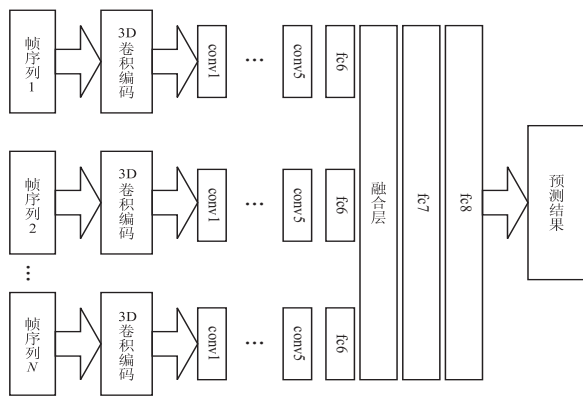 帧序列1
3D卷积编码
conv1
…
conv5
fc6
帧序列2
3D卷积编码
conv1
…
conv5
fc6
…
帧序列N
3D卷积编码
conv1
…
conv5
fc6
融合层
fc7
fc8
预测结果